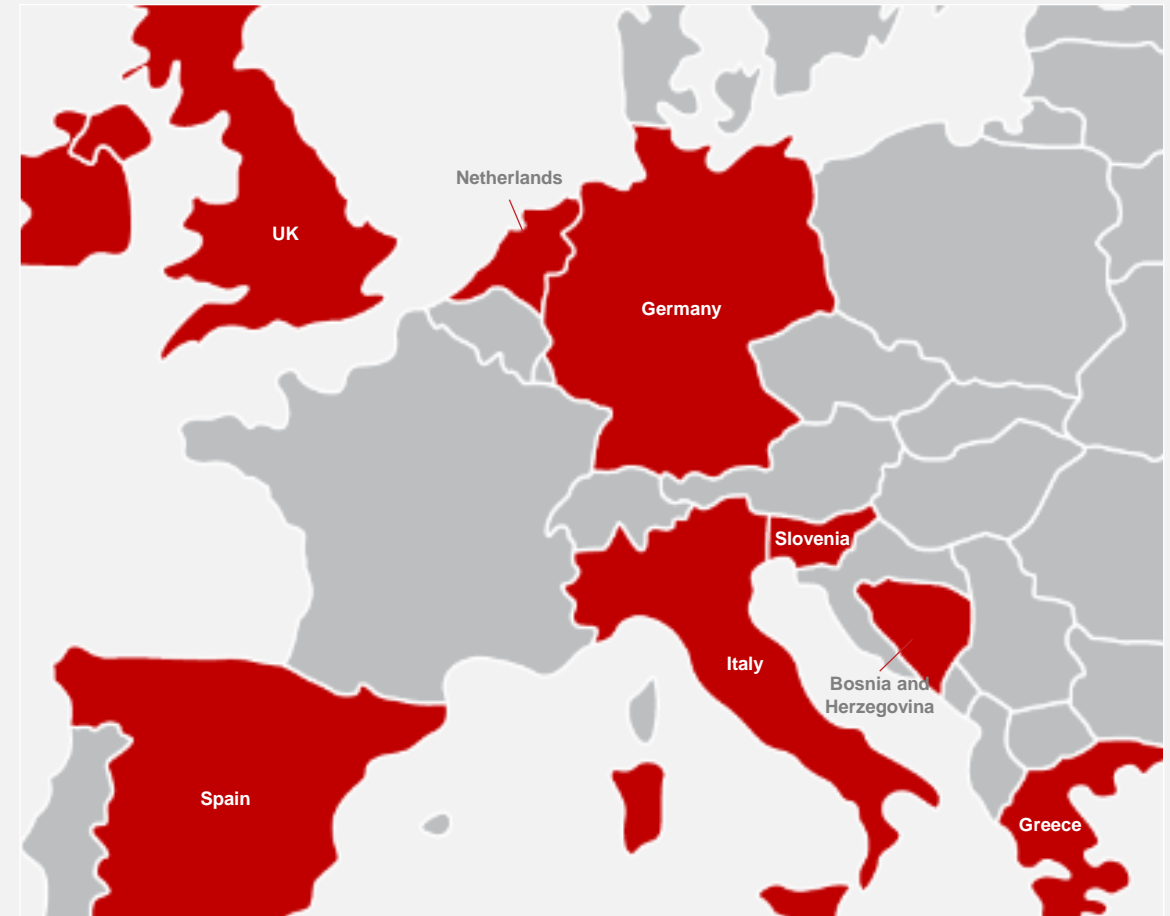 Netherlands
UK
Germany
Slovenia
Italy
Bosnia and
Herzegovina
Spain
Greece